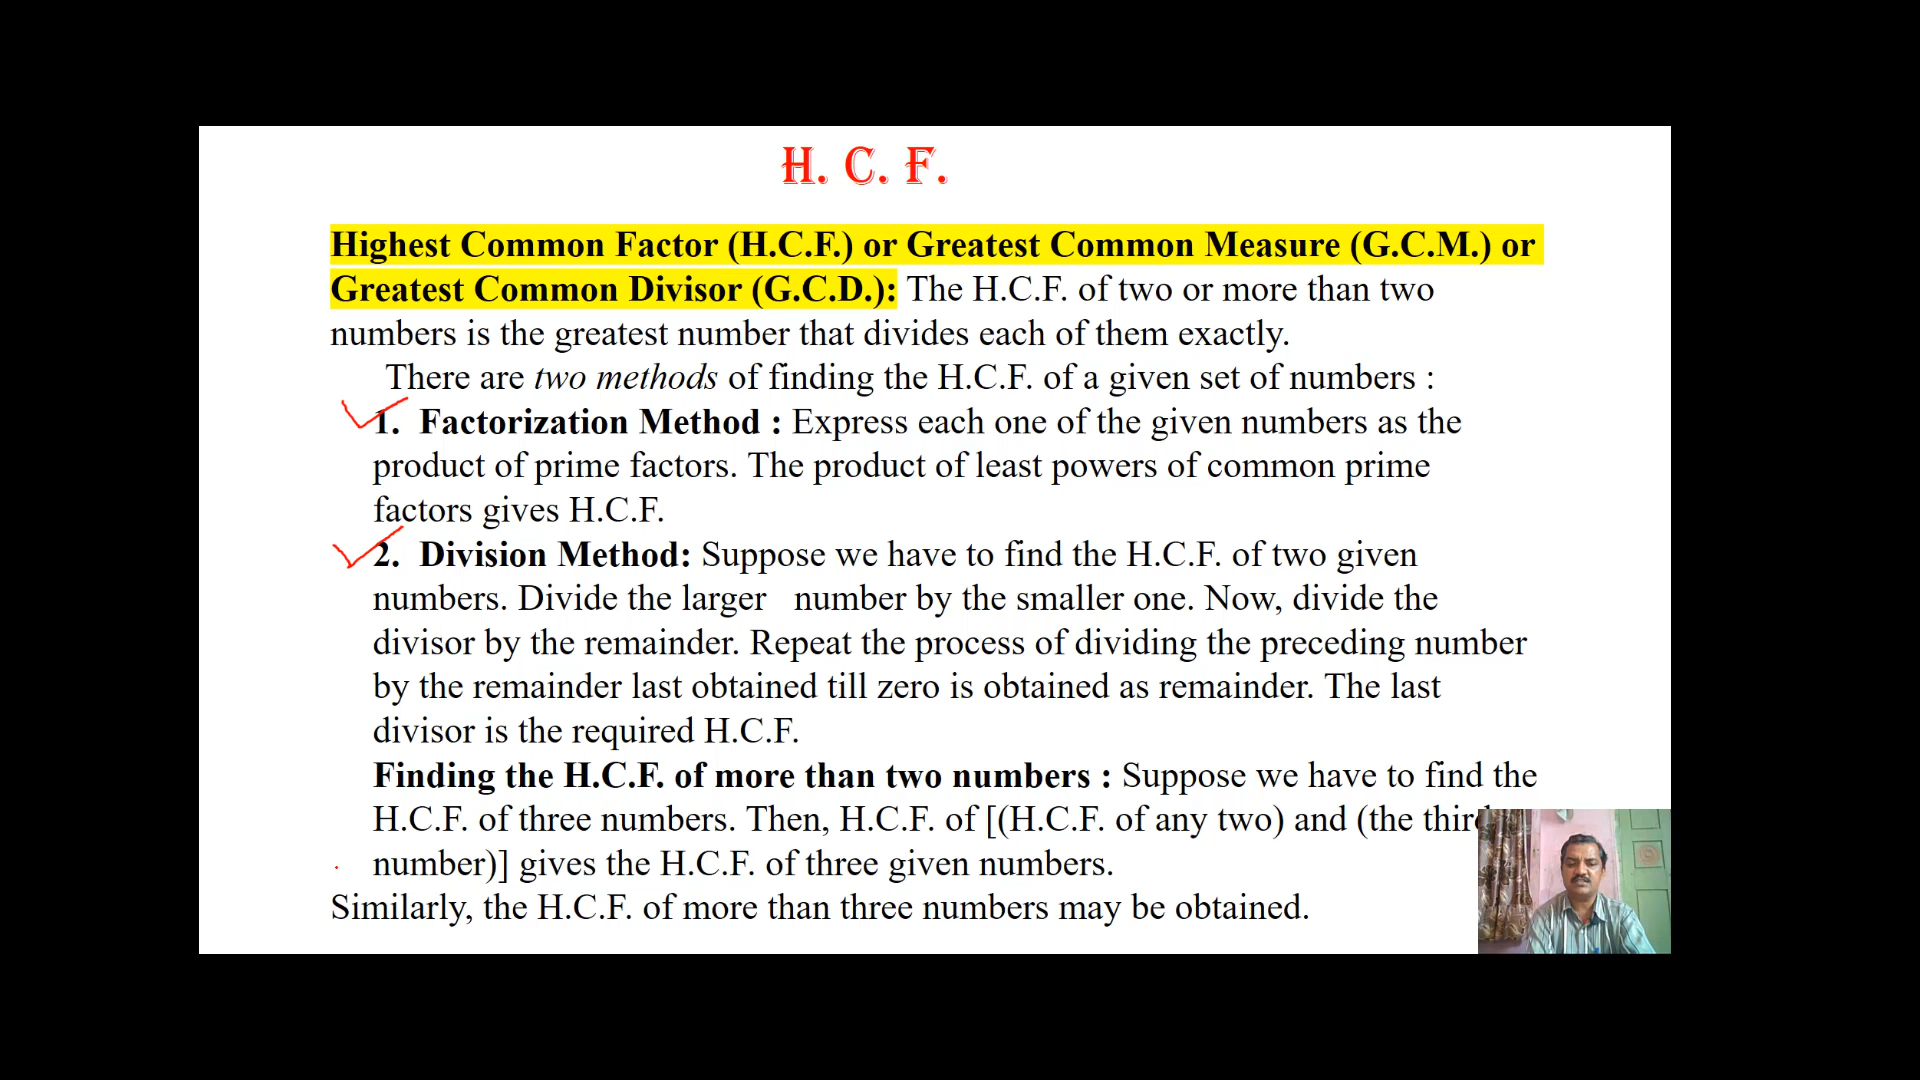 H. C. F.
Highest Common Factor (H.C.F.) or Greatest Common Measure (G.C.M.) or
Greatest Common Divisor (G.C.D.): The H.C.F. of two or more than two
numbers is the greatest number that divides each of them exactly.
There are two methods of finding the H.C.F. of a given set of numbers :
1. Factorization Method : Express each one of the given numbers as the
product of prime factors. The product of least powers of common prime
factors gives H.C.F.
2. Division Method: Suppose we have to find the H.C.F. of two given
numbers. Divide the larger number by the smaller one. Now, divide the
divisor by the remainder. Repeat the process of dividing the preceding number
by the remainder last obtained till zero is obtained as remainder. The last
divisor is the required H.C.F.
Finding the H.C.F. of more than two numbers : Suppose we have to find the
H.C.F. of three numbers. Then, H.C.F. of [(H.C.F. of any two) and (the third
number)] gives the H.C.F. of three given numbers.
Similarly, the H.C.F. of more than three numbers may be obtained.